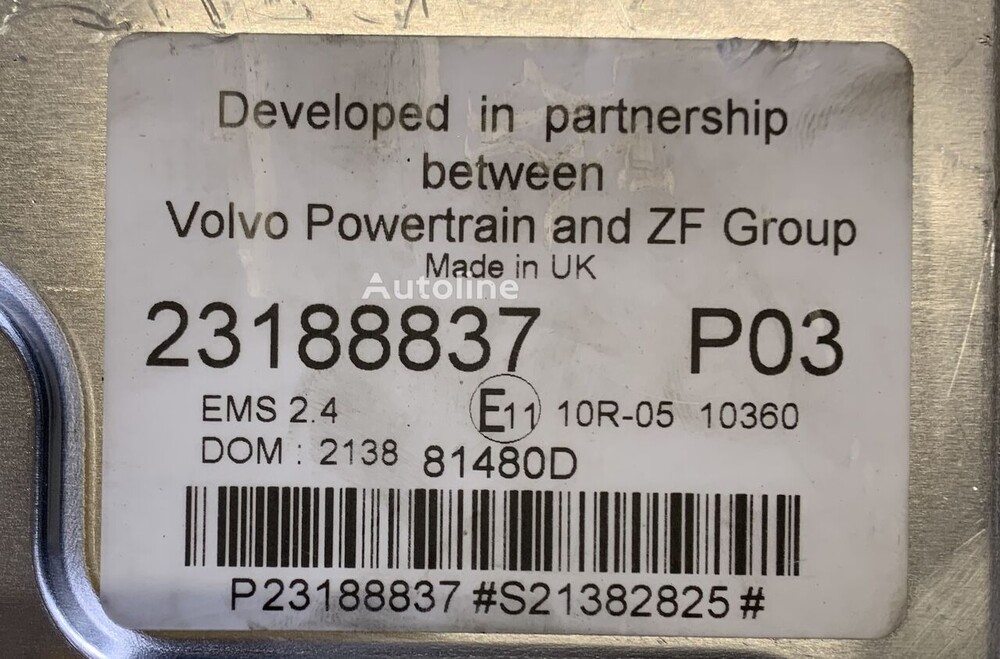 Developed in partnership
between
Volvo Powertrain and ZF Group
Made in UK
Autoline
23188837 P03
EMS 2.4 E11 10R-05 10360
DOM : 2138 81480D
P23188837 #S21382825#